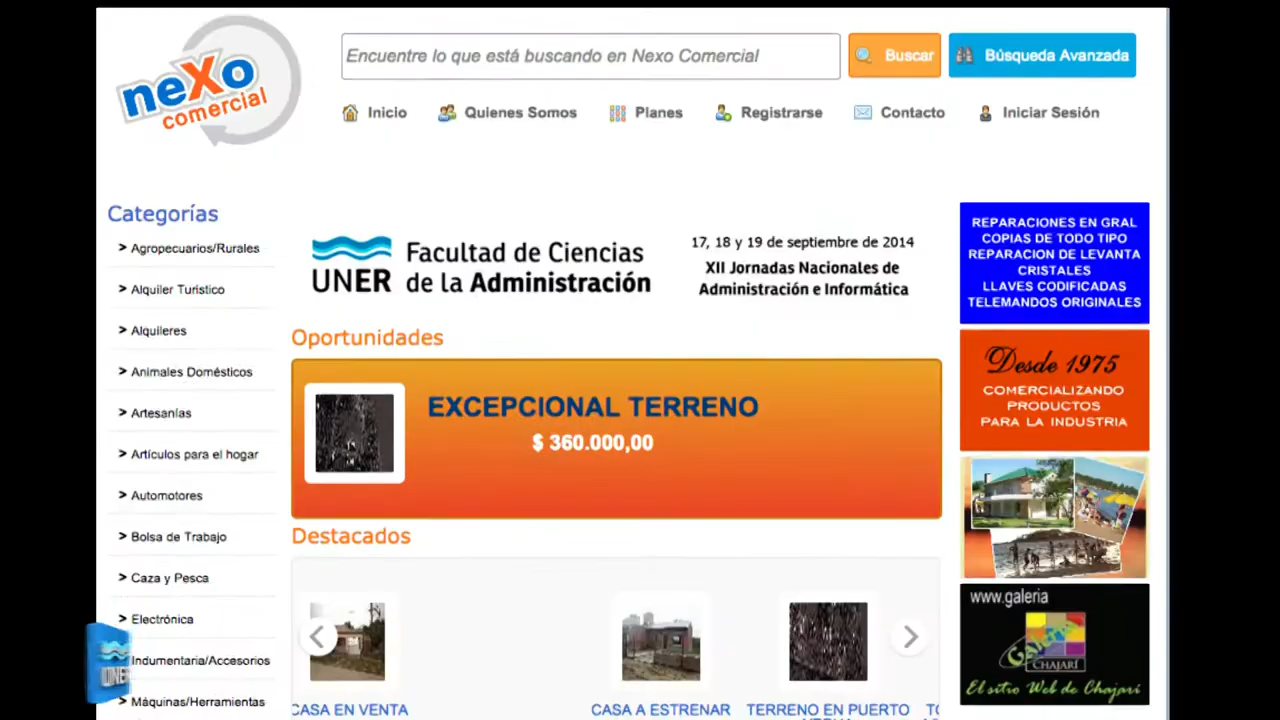 neXo
comercial
Encuentre lo que está buscando en Nexo Comercial
Buscar
Búsqueda Avanzada
Inicio
Quienes Somos
Planes
Registrarse
Contacto
Iniciar Sesión
Categorías
> Agropecuarios/Rurales
> Alquiler Turistico
> Alquileres
> Animales Domésticos
> Artesanías
> Artículos para el hogar
> Automotores
> Bolsa de Trabajo
> Caza y Pesca
> Electrónica
> Indumentaria/Accesorios
> Máquinas/Herramientas
UNER
UNER
Facultad de Ciencias
de la Administración
17, 18 y 19 de septiembre de 2014
XII Jornadas Nacionales de
Administración e Informática
Oportunidades
EXCEPCIONAL TERRENO
$ 360.000,00
Destacados
CASA EN VENTA
CASA A ESTRENAR
TERRENO EN PUERTO
REPARACIONES EN GRAL
COPIAS DE TODO TIPO
REPARACION DE LEVANTA
CRISTALES
LLAVES CODIFICADAS
TELEMANDOS ORIGINALES
Desde 1975
COMERCIALIZANDO
PRODUCTOS
PARA LA INDUSTRIA
www.galeria
Galeria
CHAJARÍ
El sitio Web de Chajarí